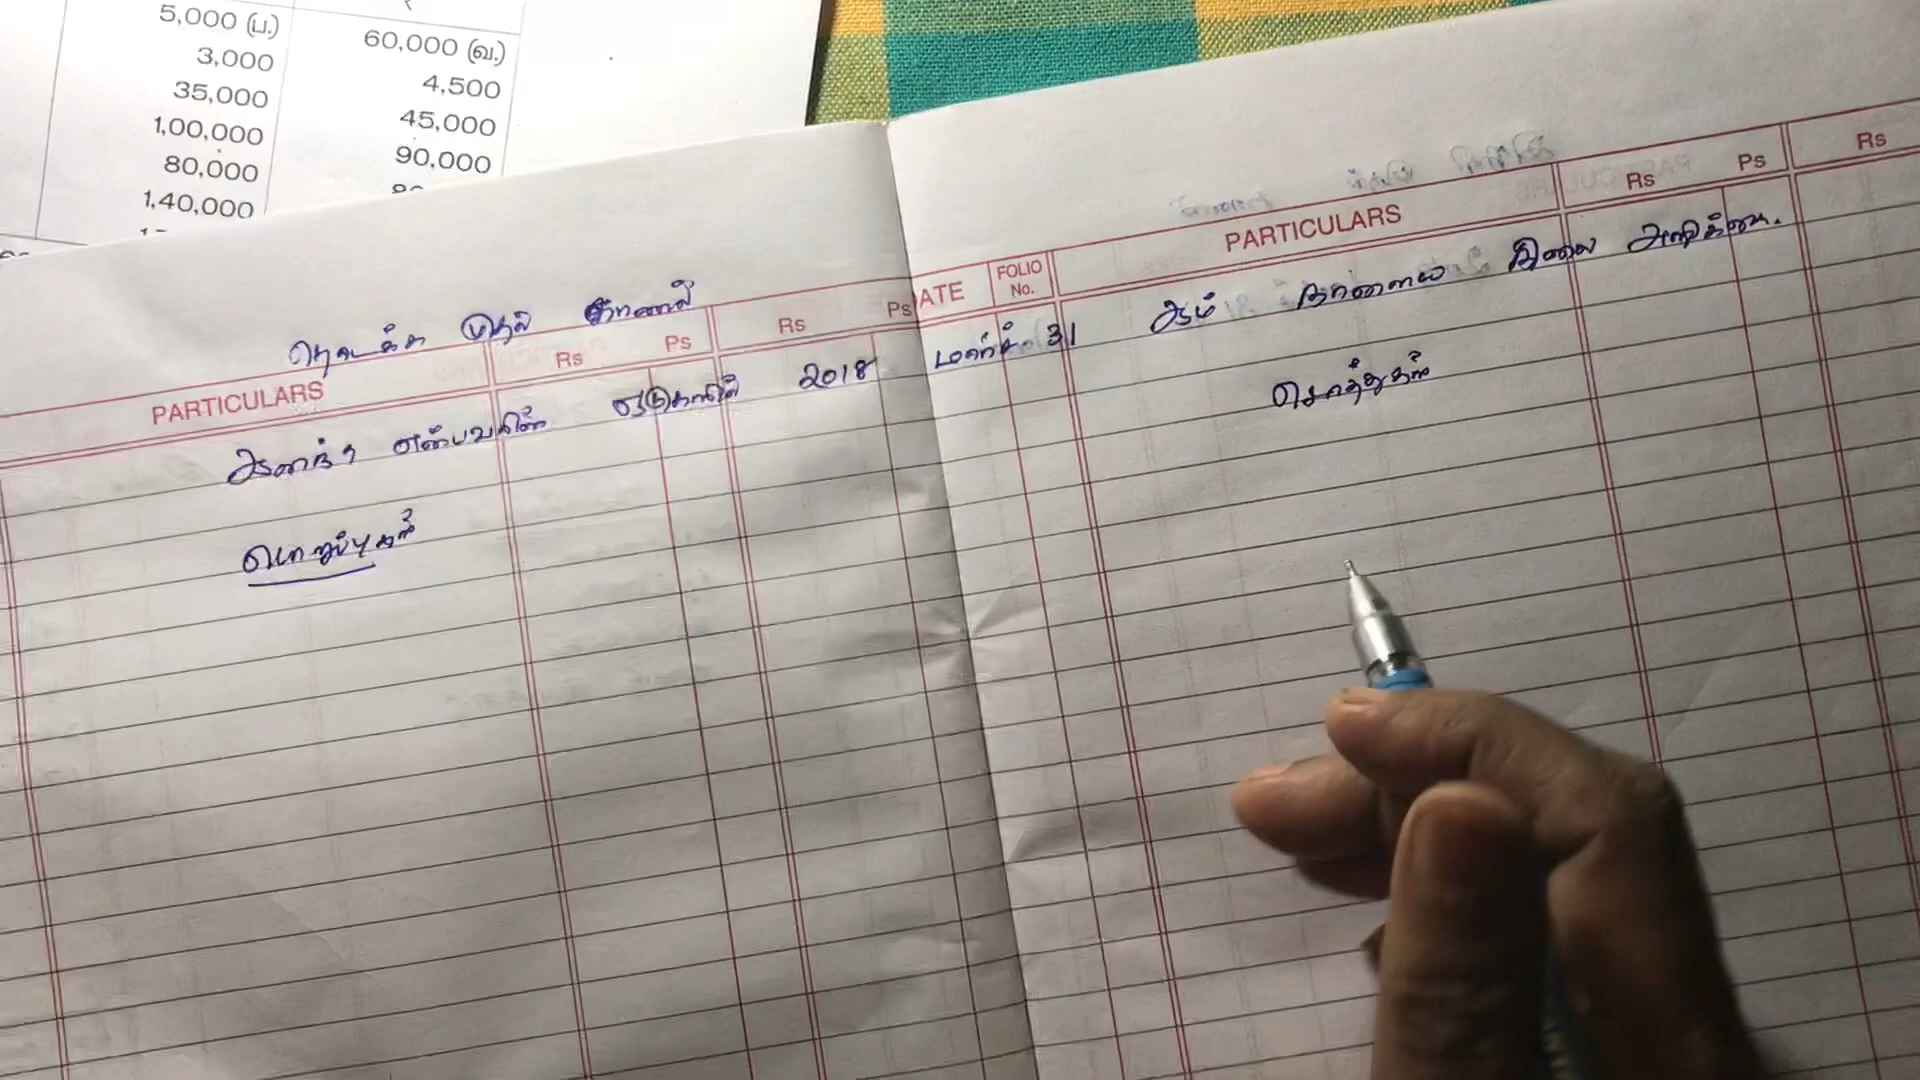 5,000 (ப.)
60,000 (வ.)
3,000
4,500
35,000
45,000
1,00,000
90,000
80,000
1,40,000
தொடக்க முதல் காணல்
PARTICULARS
Rs
Ps
Rs
Ps
ஆனந்த் என்பவரின் ஏடுகளில் 2018
பொறுப்புகள்
DATE
FOLIO No.
PARTICULARS
Rs
Ps
Rs
மார்ச் 31 ஆம் நாளைய நிலை அறிக்கை.
சொத்துகள்